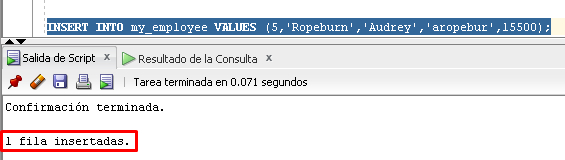 INSERT INTO my_employee VALUES (5,'Ropeburn','Audrey','aropebur',15500);
Salida de Script x
Resultado de la Consulta x
Tarea terminada en 0.071 segundos
Confirmación terminada.
1 fila insertadas.